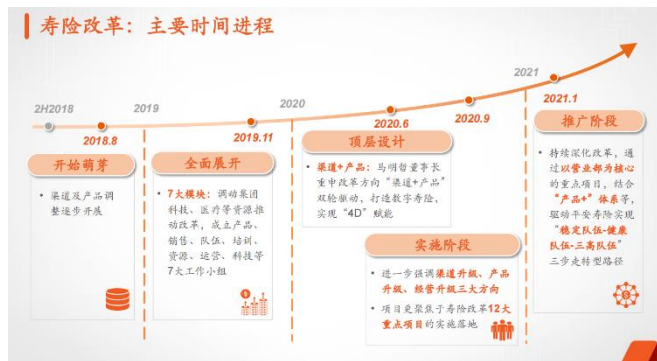 寿险改革：主要时间进程
2H2018
2019
2020
2021
2018.8
2019.11
2020.6
2020.9
2021.1
开始萌芽
渠道及产品调
整逐步开展
全面展开
7大模块：调动集团
科技、医疗等资源推
动改革，成立产品、
销售、队伍、培训、
资源、运营、科技等
7大工作小组
顶层设计
渠道+产品：马明哲董事长
重申改革方向“渠道+产品”
双轮驱动，打造数字寿险，
实现“4D”赋能
实施阶段
进一步强调渠道升级、产品
升级、经营升级三大方向
项目更聚焦于寿险改革12大
重点项目的实施落地
推广阶段
持续深化改革，通
过以营业部为核心
的重点项目，结合
“产品+”体系等，
驱动平安寿险实现
“稳定队伍-健康
队伍-三高队伍”
三步走转型路径